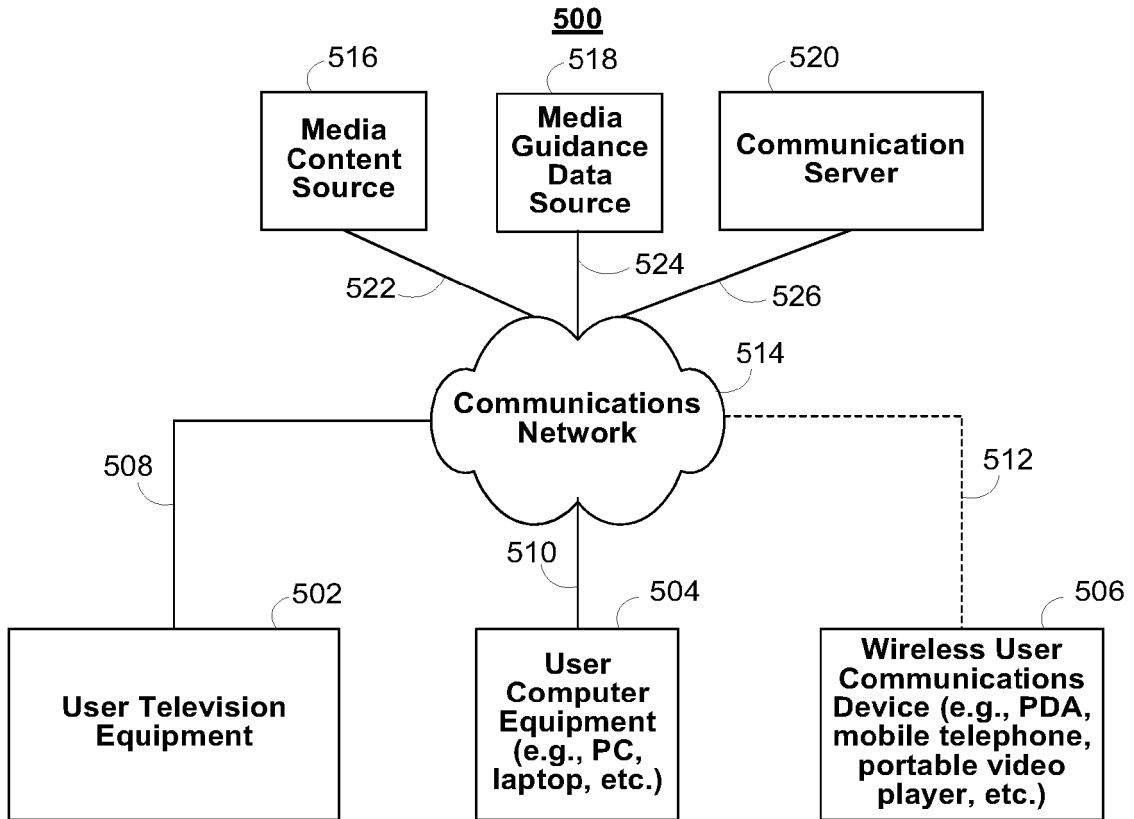 500
516
518
520
Media
Content
Source
Media
Guidance
Data
Source
Communication
Server
522
524
526
514
Communications
Network
508
510
512
502
504
506
User Television
Equipment
User
Computer
Equipment
(e.g., PC,
laptop, etc.)
Wireless User
Communications
Device (e.g., PDA,
mobile telephone,
portable video
player, etc.)